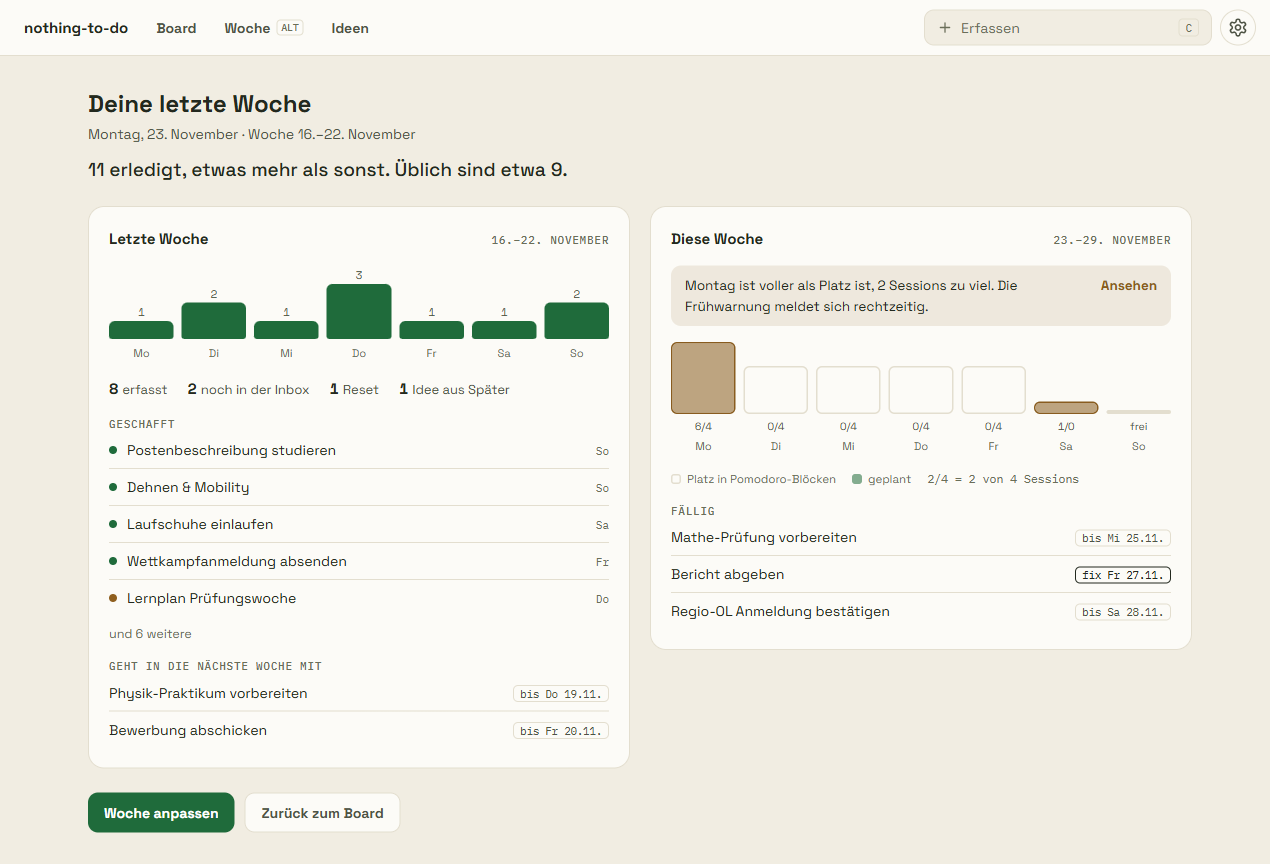 nothing-to-do Board Woche ALT Ideen + Erfassen C
Deine letzte Woche
Montag, 23. November · Woche 16.–22. November
11 erledigt, etwas mehr als sonst. Üblich sind etwa 9.
Letzte Woche 16.–22. NOVEMBER
1 2 1 3 1 1 2
Mo Di Mi Do Fr Sa So
8 erfasst 2 noch in der Inbox 1 Reset 1 Idee aus Später
GESCHAFFT
Postenbeschreibung studieren So
Dehnen & Mobility So
Laufschuhe einlaufen Sa
Wettkampfanmeldung absenden Fr
Lernplan Prüfungswoche Do
und 6 weitere
GEHT IN DIE NÄCHSTE WOCHE MIT
Physik-Praktikum vorbereiten bis Do 19.11.
Bewerbung abschicken bis Fr 20.11.
Diese Woche 23.–29. NOVEMBER
Montag ist voller als Platz ist, 2 Sessions zu viel. Die Ansehen
Frühwarnung meldet sich rechtzeitig.
6/4 0/4 0/4 0/4 0/4 1/0 frei
Mo Di Mi Do Fr Sa So
Platz in Pomodoro-Blöcken geplant 2/4 = 2 von 4 Sessions
FÄLLIG
Mathe-Prüfung vorbereiten bis Mi 25.11.
Bericht abgeben fix Fr 27.11.
Regio-OL Anmeldung bestätigen bis Sa 28.11.
Woche anpassen Zurück zum Board